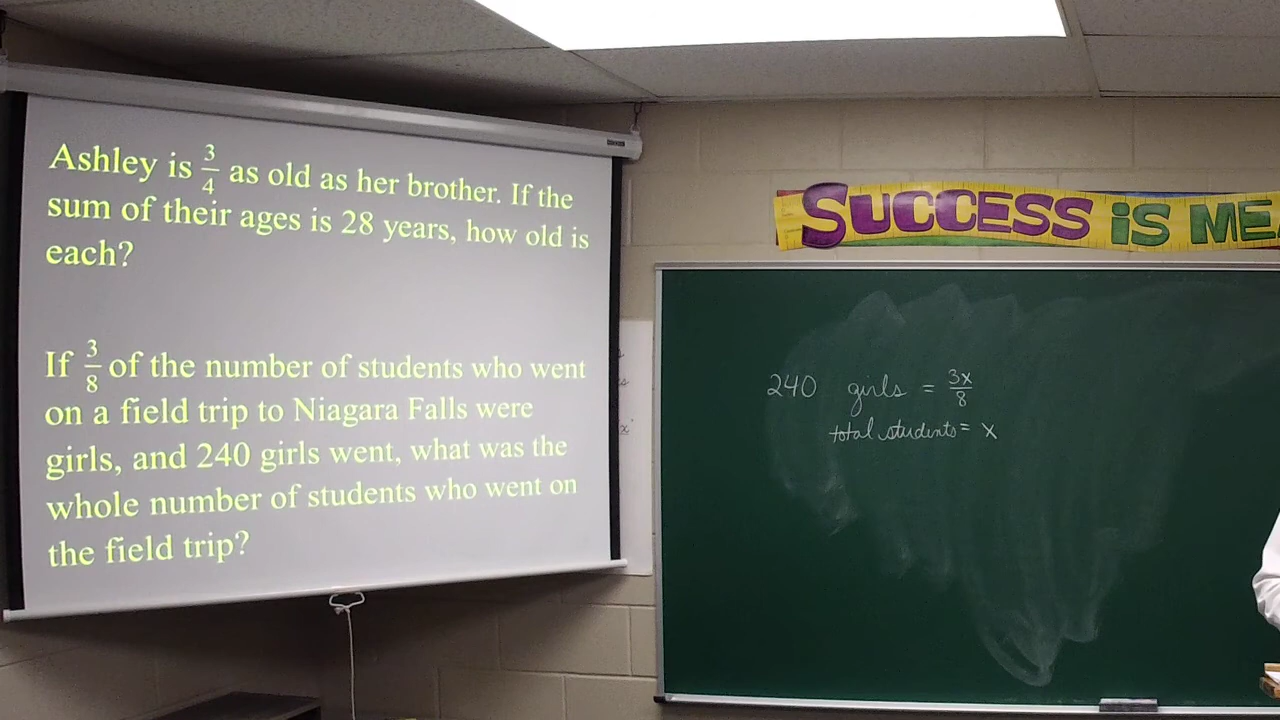 Ashley is 3/4 as old as her brother. If the
sum of their ages is 28 years, how old is
each?
If 3/8 of the number of students who went
on a field trip to Niagara Falls were
girls, and 240 girls went, what was the
whole number of students who went on
the field trip?
SUCCESS IS
240 girls = 3x/8
total students = x